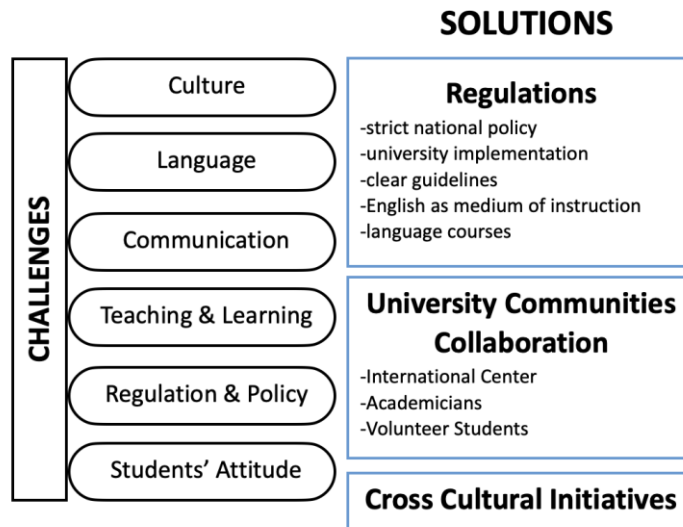 SOLUTIONS
CHALLENGES
Culture
Language
Communication
Teaching & Learning
Regulation & Policy
Students’ Attitude
Regulations
-strict national policy
-university implementation
-clear guidelines
-English as medium of instruction
-language courses
University Communities
Collaboration
-International Center
-Academicians
-Volunteer Students
Cross Cultural Initiatives